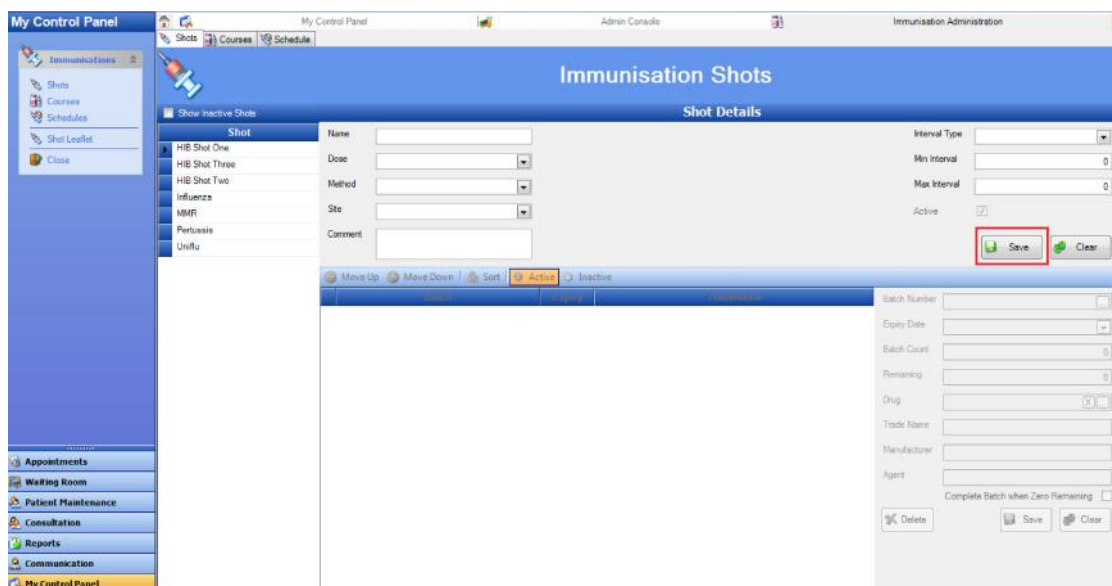 My Control Panel
My Control Panel
Admin Console
Immunisation Administration
Shots
Courses
Schedule
Immunisations
Shots
Courses
Schedules
Shot Leaflet
Close
Immunisation Shots
Show Inactive Shots
Shot Details
Shot
HIB Shot One
HIB Shot Three
HIB Shot Two
Influenza
MMR
Pertussis
Uniflu
Name
Dose
Method
Site
Comment
Interval Type
Min Interval
0
Max Interval
0
Active
Save
Clear
Move Up
Move Down
Sort
Active
Inactive
Expiry
Batch Number
Expiry Date
Batch Count
0
Remaining
0
Drug
Trade Name
Manufacturer
Agent
Complete Batch when Zero Remaining
Delete
Save
Clear
Appointments
Waiting Room
Patient Maintenance
Consultation
Reports
Communication
My Control Panel